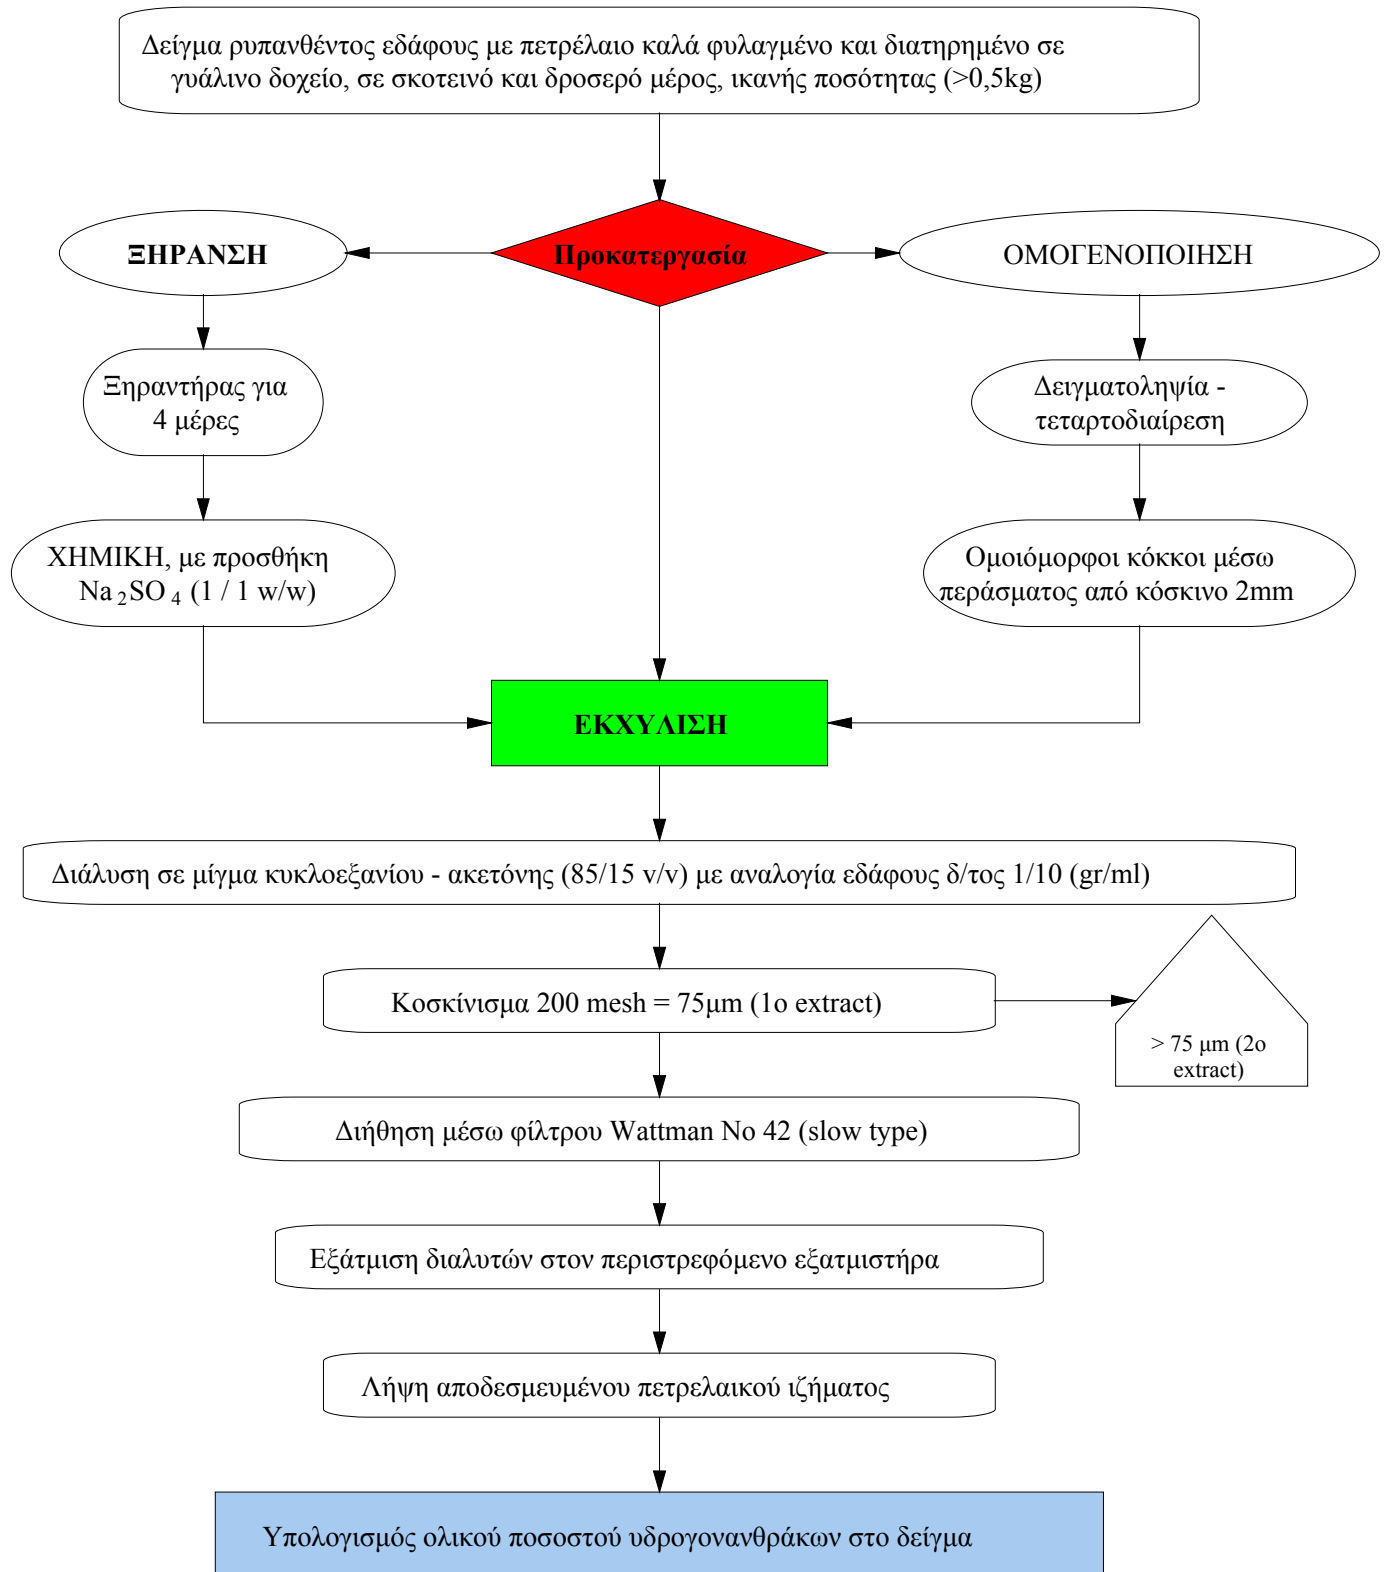 Δείγμα ρυπανθέντος εδάφους με πετρέλαιο καλά φυλαγμένο και διατηρημένο σε
γυάλινο δοχείο, σε σκοτεινό και δροσερό μέρος, ικανής ποσότητας (>0,5kg)
ΞΗΡΑΝΣΗ
Προκατεργασία
ΟΜΟΓΕΝΟΠΟΙΗΣΗ
Ξηραντήρας για
4 μέρες
Δειγματοληψία -
τεταρτοδιαίρεση
ΧΗΜΙΚΗ, με προσθήκη
Na₂SO₄ (1 / 1 w/w)
Ομοιόμορφοι κόκκοι μέσω
περάσματος από κόσκινο 2mm
ΕΚΧΥΛΙΣΗ
Διάλυση σε μίγμα κυκλοεξανίου - ακετόνης (85/15 v/v) με αναλογία εδάφους δ/τος 1/10 (gr/ml)
Κοσκίνισμα 200 mesh = 75μm (1ο extract)
> 75 μm (2ο
extract)
Διήθηση μέσω φίλτρου Wattman No 42 (slow type)
Εξάτμιση διαλυτών στον περιστρεφόμενο εξατμιστήρα
Λήψη αποδεσμευμένου πετρελαικού ιζήματος
Υπολογισμός ολικού ποσοστού υδρογονανθράκων στο δείγμα